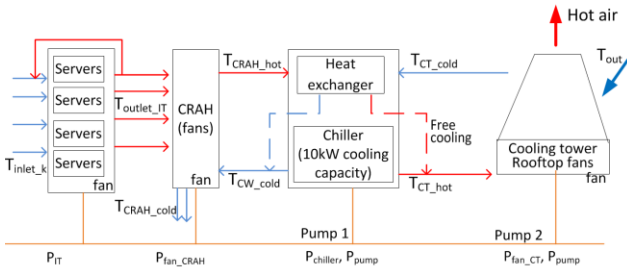 Hot air
T_out
Servers
Servers
Servers
Servers
fan
T_inlet_k
T_outlet_IT
CRAH
(fans)
fan
T_CRAH_hot
T_CRAH_cold
Heat
exchanger
Chiller
(10kW cooling
capacity)
T_CW_cold
T_CT_cold
Free
cooling
T_CT_hot
Cooling tower
Rooftop fans
fan
Pump 1
Pump 2
P_IT
P_fan_CRAH
P_chiller, P_pump
P_fan_CT, P_pump